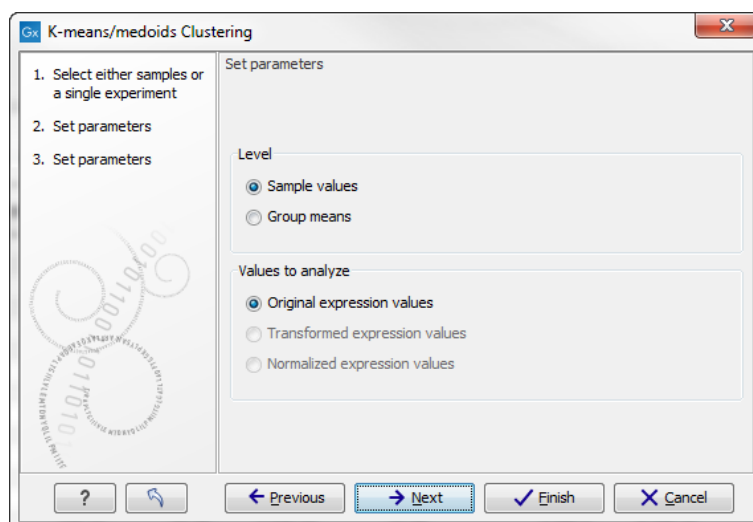 Gx K-means/medoids Clustering
1. Select either samples or
a single experiment
2. Set parameters
3. Set parameters
Set parameters
Level
Sample values
Group means
Values to analyze
Original expression values
Transformed expression values
Normalized expression values
? Previous Next Finish Cancel